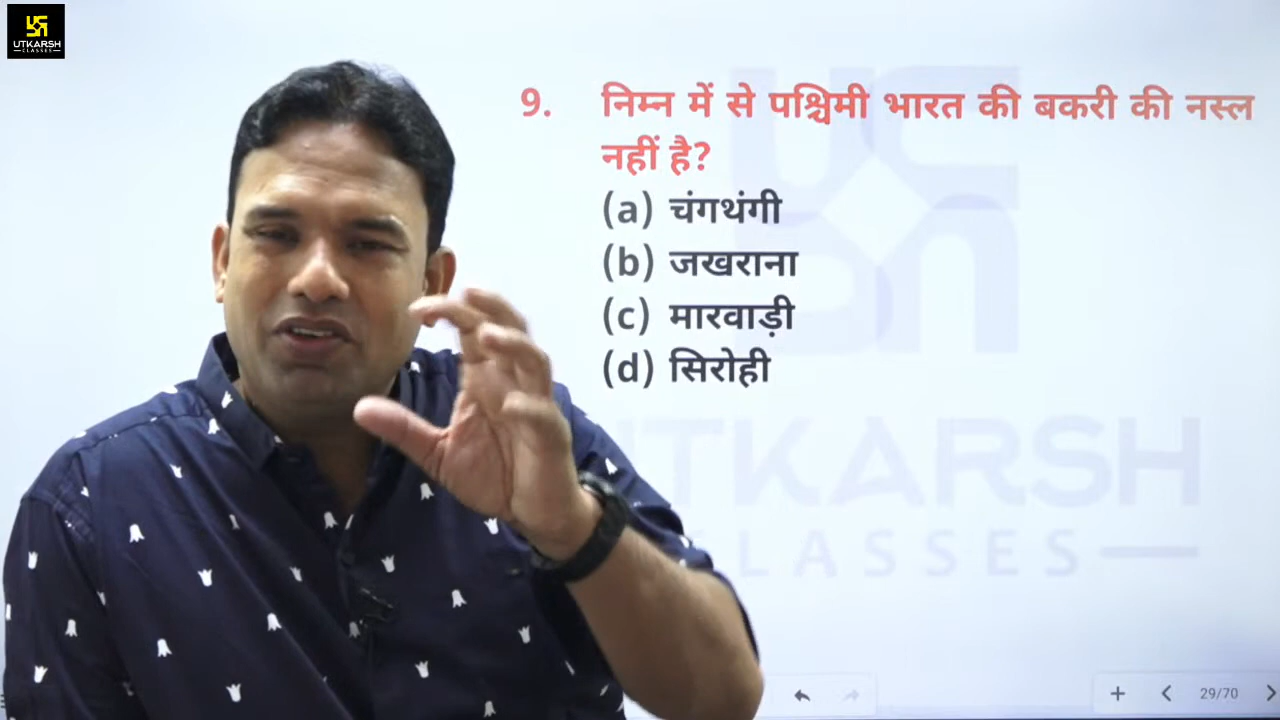 UTKARSH
CLASSES
9. निम्न में से पश्चिमी भारत की बकरी की नस्ल
नहीं है?
(a) चंगथंगी
(b) जखराना
(c) मारवाड़ी
(d) सिरोही
UTKARSH
CLASSES
29/70